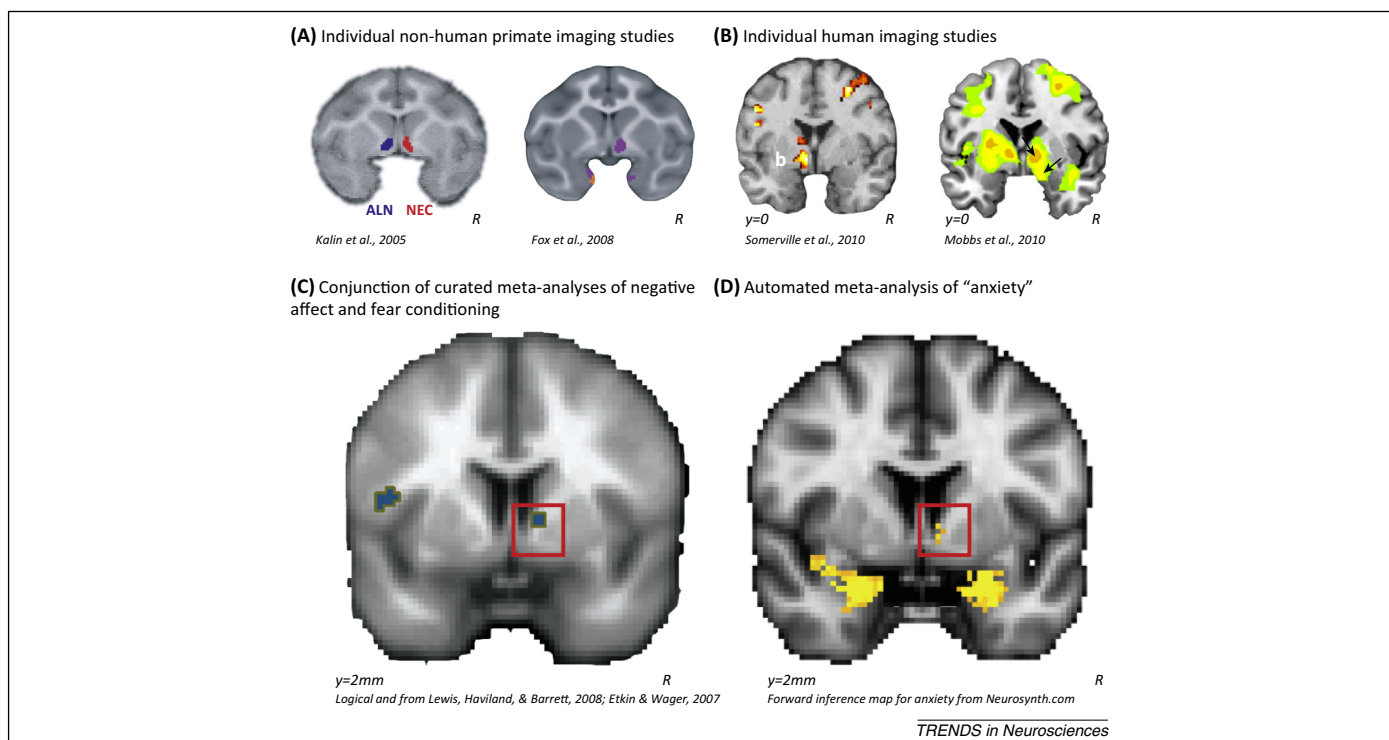 (A) Individual non-human primate imaging studies
ALN NEC
R
Kalin et al., 2005
R
Fox et al., 2008
(B) Individual human imaging studies
b
y=0
R
Somerville et al., 2010
y=0
R
Mobbs et al., 2010
(C) Conjunction of curated meta-analyses of negative
affect and fear conditioning
y=2mm
R
Logical and from Lewis, Haviland, & Barrett, 2008; Etkin & Wager, 2007
(D) Automated meta-analysis of “anxiety”
y=2mm
R
Forward inference map for anxiety from Neurosynth.com
TRENDS in Neurosciences